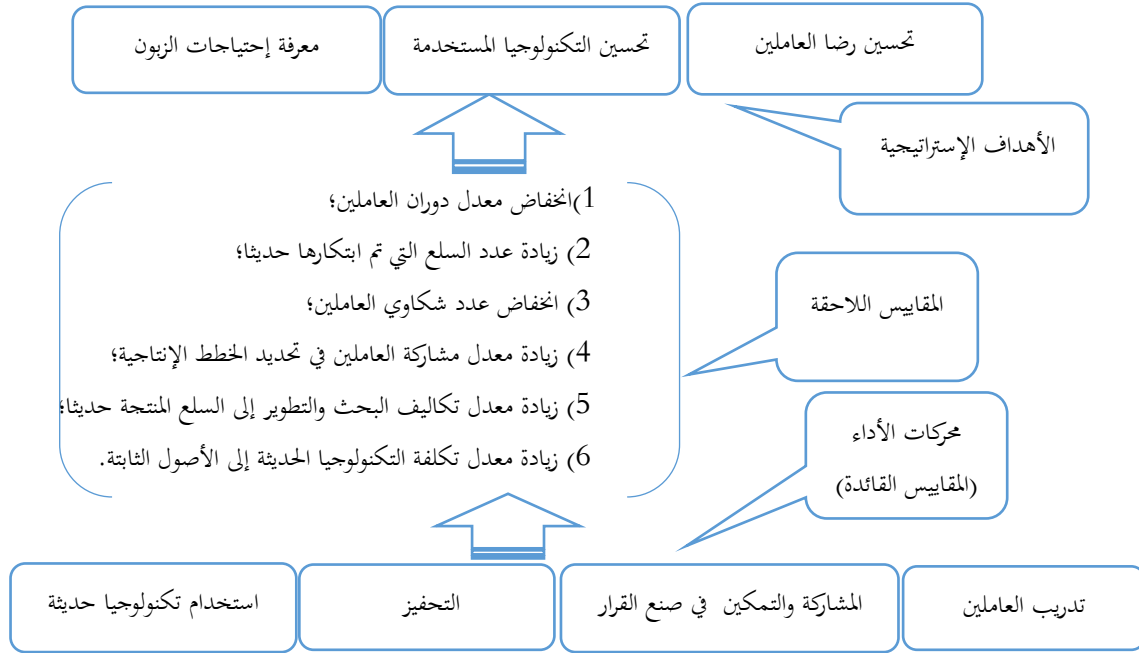 تحسين رضا العاملين
تحسين التكنولوجيا المستخدمة
معرفة إحتياجات الزبون
الأهداف الإستراتيجية
1)انخفاض معدل دوران العاملين؛
2) زيادة عدد السلع التي تم ابتكارها حديثا؛
3) انخفاض عدد شكاوي العاملين؛
4) زيادة معدل مشاركة العاملين في تحديد الخطط الإنتاجية؛
5) زيادة معدل تكاليف البحث والتطوير إلى السلع المنتجة حديثا؛
6) زيادة معدل تكلفة التكنولوجيا الحديثة إلى الأصول الثابتة.
المقاييس اللاحقة
محركات الأداء
(المقاييس القائدة)
تدريب العاملين
المشاركة والتمكين في صنع القرار
التحفيز
استخدام تكنولوجيا حديثة